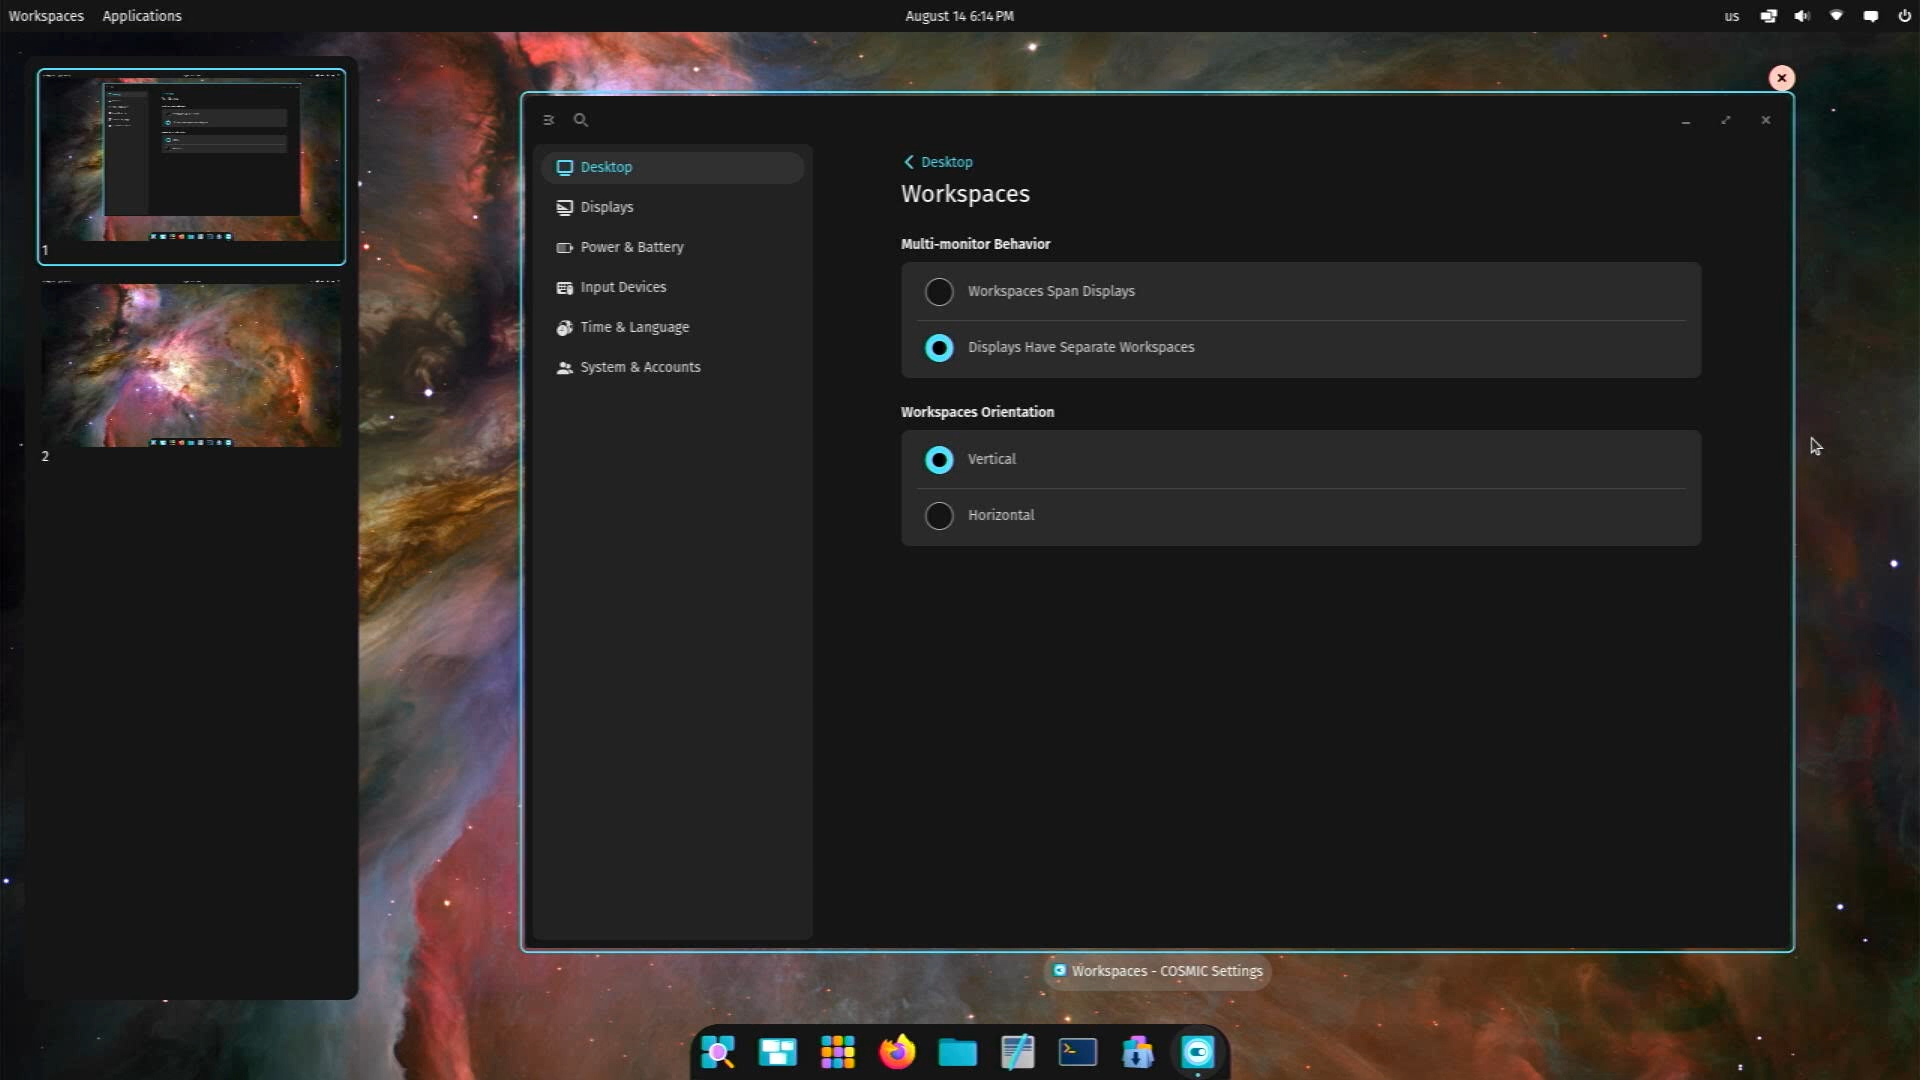 Workspaces Applications August 14 6:14 PM us
1
2
Desktop
Displays
Power & Battery
Input Devices
Time & Language
System & Accounts
Desktop
Workspaces
Multi-monitor Behavior
Workspaces Span Displays
Displays Have Separate Workspaces
Workspaces Orientation
Vertical
Horizontal
Workspaces - COSMIC Settings